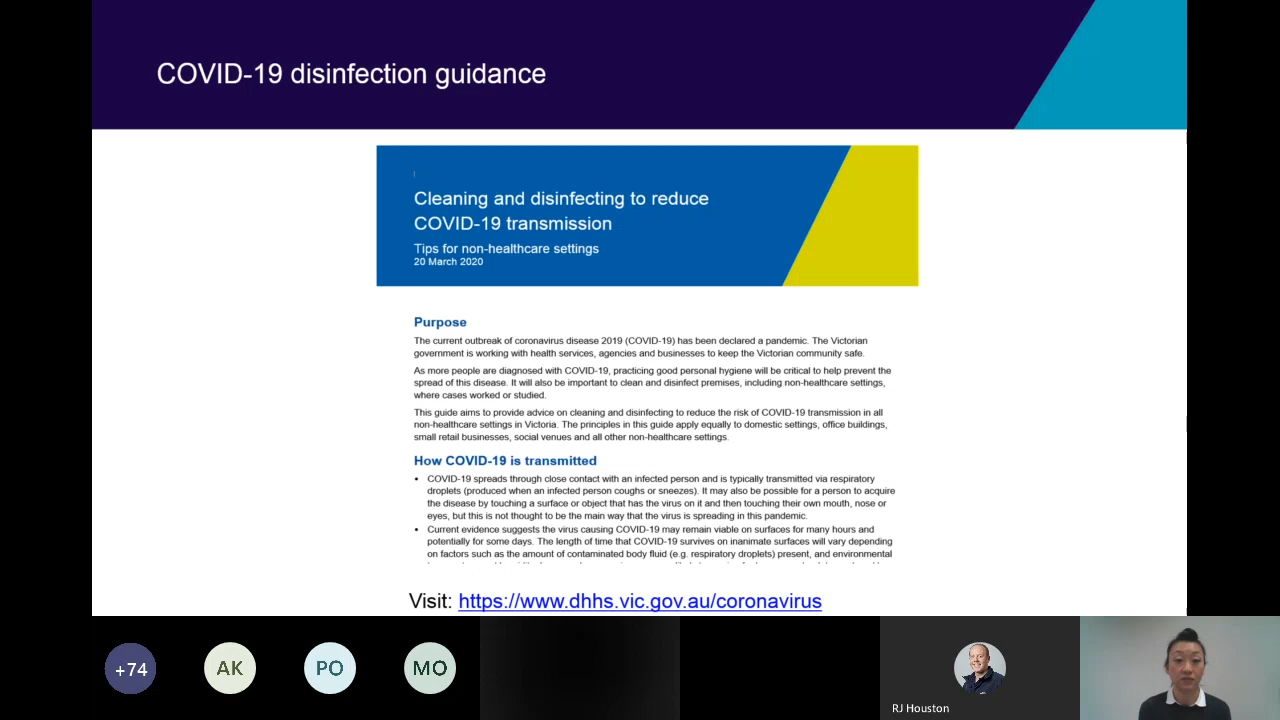 COVID-19 disinfection guidance
Cleaning and disinfecting to reduce
COVID-19 transmission
Tips for non-healthcare settings
20 March 2020
Purpose
The current outbreak of coronavirus disease 2019 (COVID-19) has been declared a pandemic. The Victorian
government is working with health services, agencies and businesses to keep the Victorian community safe.
As more people are diagnosed with COVID-19, practicing good personal hygiene will be critical to help prevent the
spread of this disease. It will also be important to clean and disinfect premises, including non-healthcare settings,
where cases worked or studied.
This guide aims to provide advice on cleaning and disinfecting to reduce the risk of COVID-19 transmission in all
non-healthcare settings in Victoria. The principles in this guide apply equally to domestic settings, office buildings,
small retail businesses, social venues and all other non-healthcare settings.
How COVID-19 is transmitted
• COVID-19 spreads through close contact with an infected person and is typically transmitted via respiratory
droplets (produced when an infected person coughs or sneezes). It may also be possible for a person to acquire
the disease by touching a surface or object that has the virus on it and then touching their own mouth, nose or
eyes, but this is not thought to be the main way that the virus is spreading in this pandemic.
• Current evidence suggests the virus causing COVID-19 may remain viable on surfaces for many hours and
potentially for some days. The length of time that COVID-19 survives on inanimate surfaces will vary depending
on factors such as the amount of contaminated body fluid (e.g. respiratory droplets) present, and environmental
Visit: https://www.dhhs.vic.gov.au/coronavirus
+74
AK
PO
MO
RJ Houston